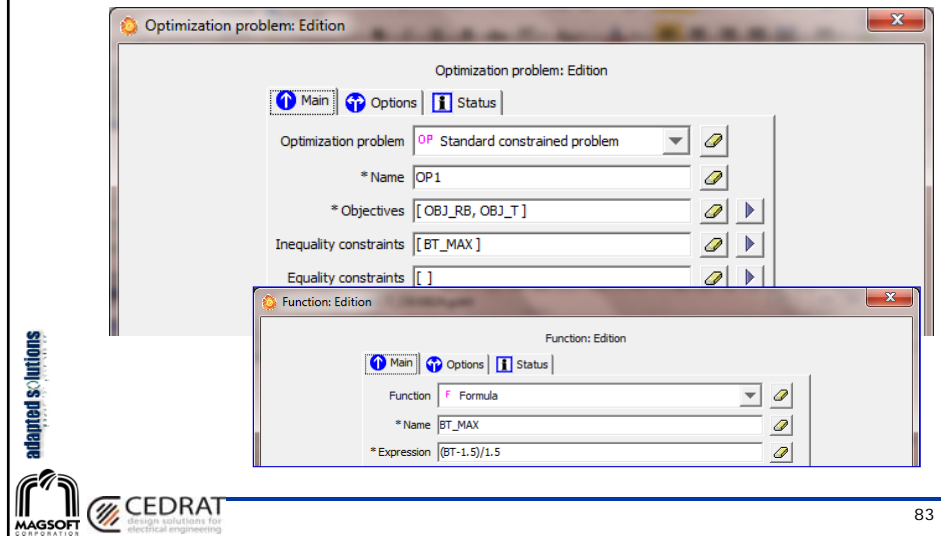 Optimization problem: Edition
Optimization problem: Edition
Main Options Status
Optimization problem OP Standard constrained problem
* Name OP1
* Objectives [ OBJ_RB, OBJ_T ]
Inequality constraints [ BT_MAX ]
Equality constraints [ ]
Function: Edition
Function: Edition
Main Options Status
Function F Formula
* Name BT_MAX
* Expression (BT-1.5)/1.5
adapted solutions
MAGSOFT
CORPORATION
CEDRAT
design solutions for
electrical engineering
83